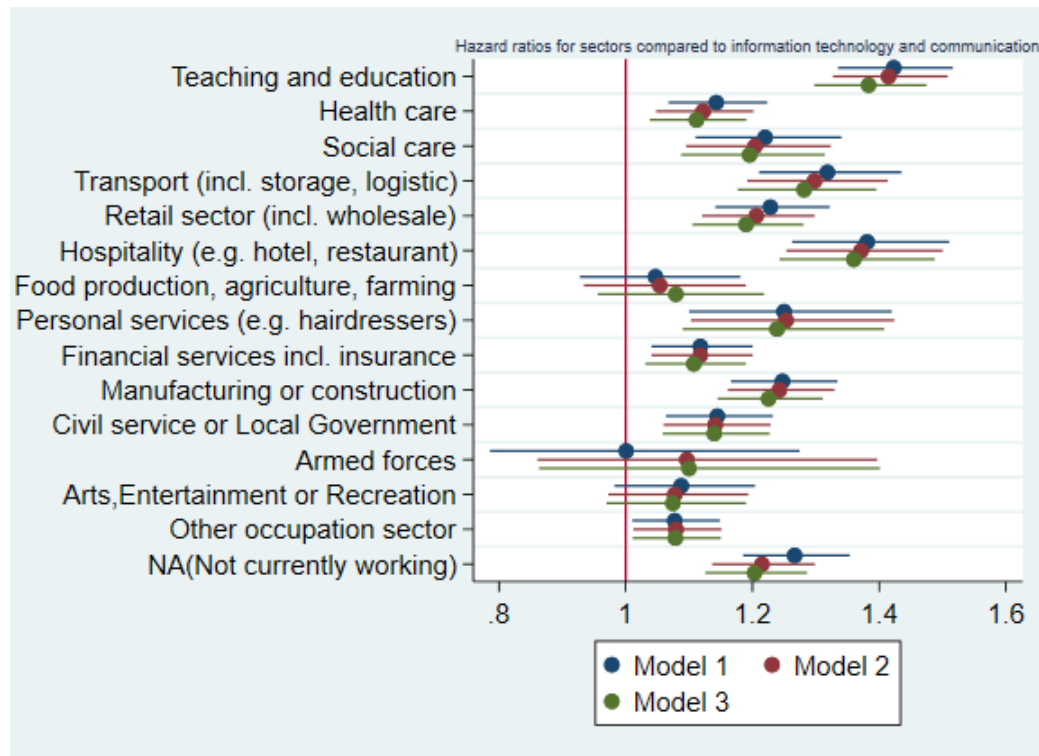 Hazard ratios for sectors compared to information technology and communication
Teaching and education
Health care
Social care
Transport (incl. storage, logistic)
Retail sector (incl. wholesale)
Hospitality (e.g. hotel, restaurant)
Food production, agriculture, farming
Personal services (e.g. hairdressers)
Financial services incl. insurance
Manufacturing or construction
Civil service or Local Government
Armed forces
Arts,Entertainment or Recreation
Other occupation sector
NA(Not currently working)
.8 1 1.2 1.4 1.6
Model 1 Model 2
Model 3